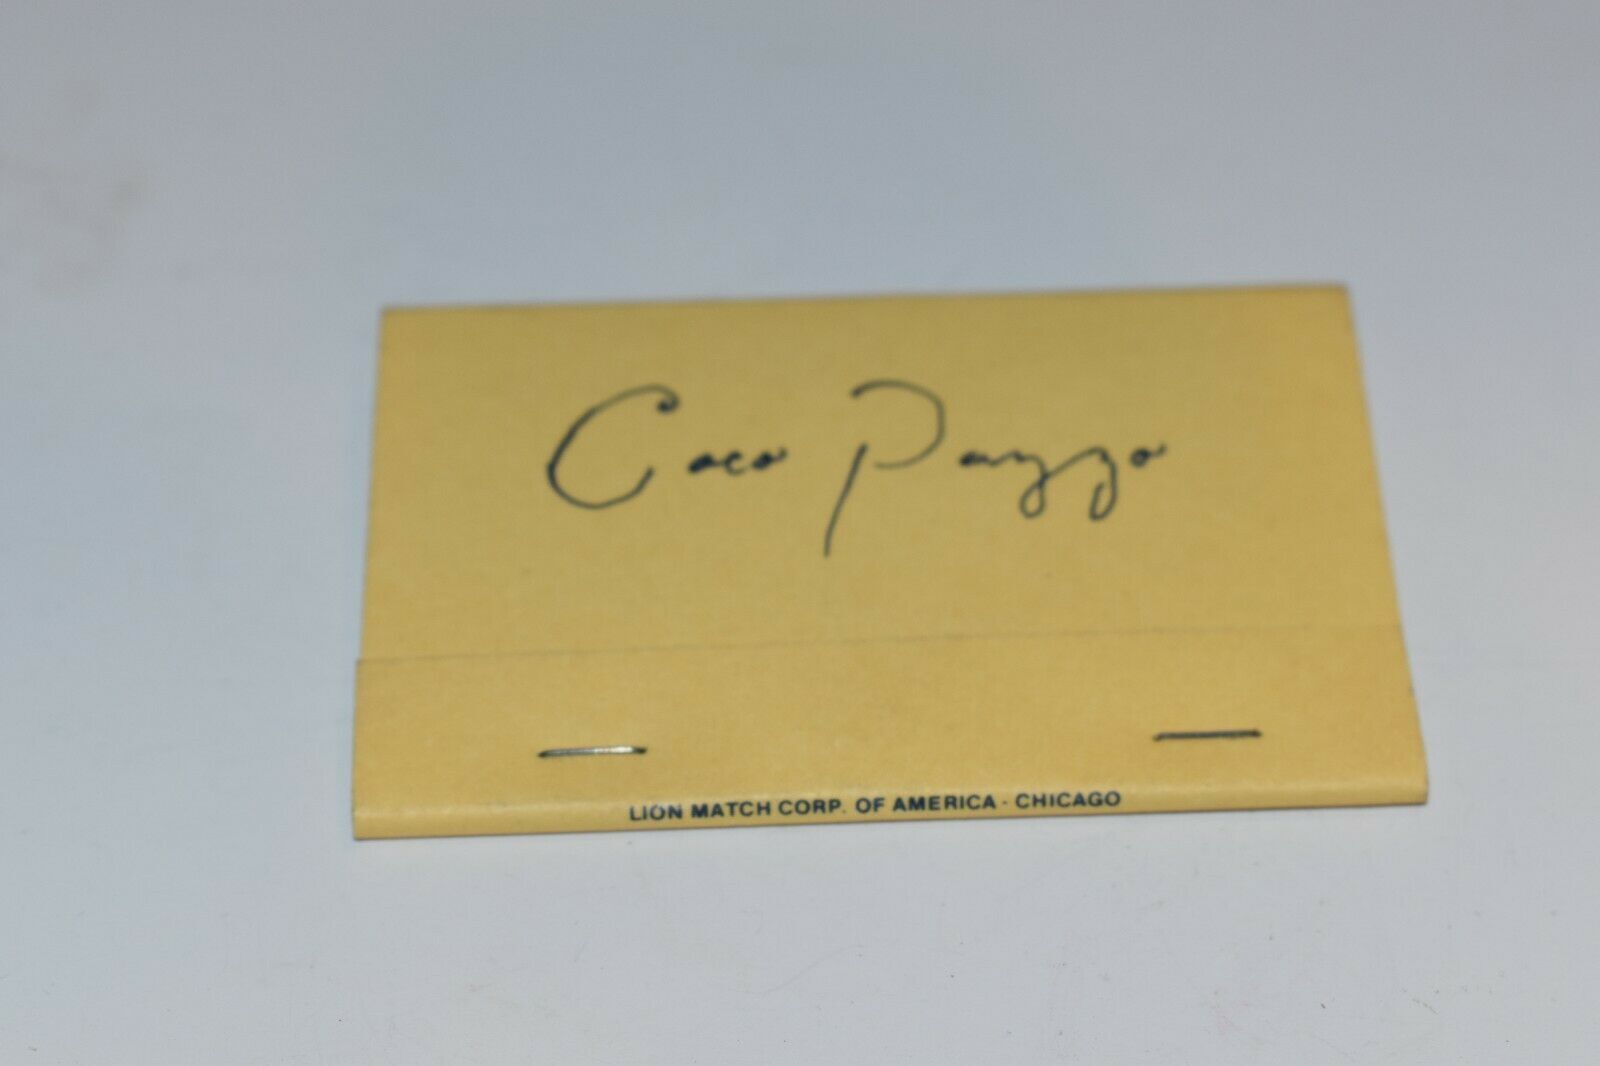 Coco Pazzo
LION MATCH CORP. OF AMERICA - CHICAGO